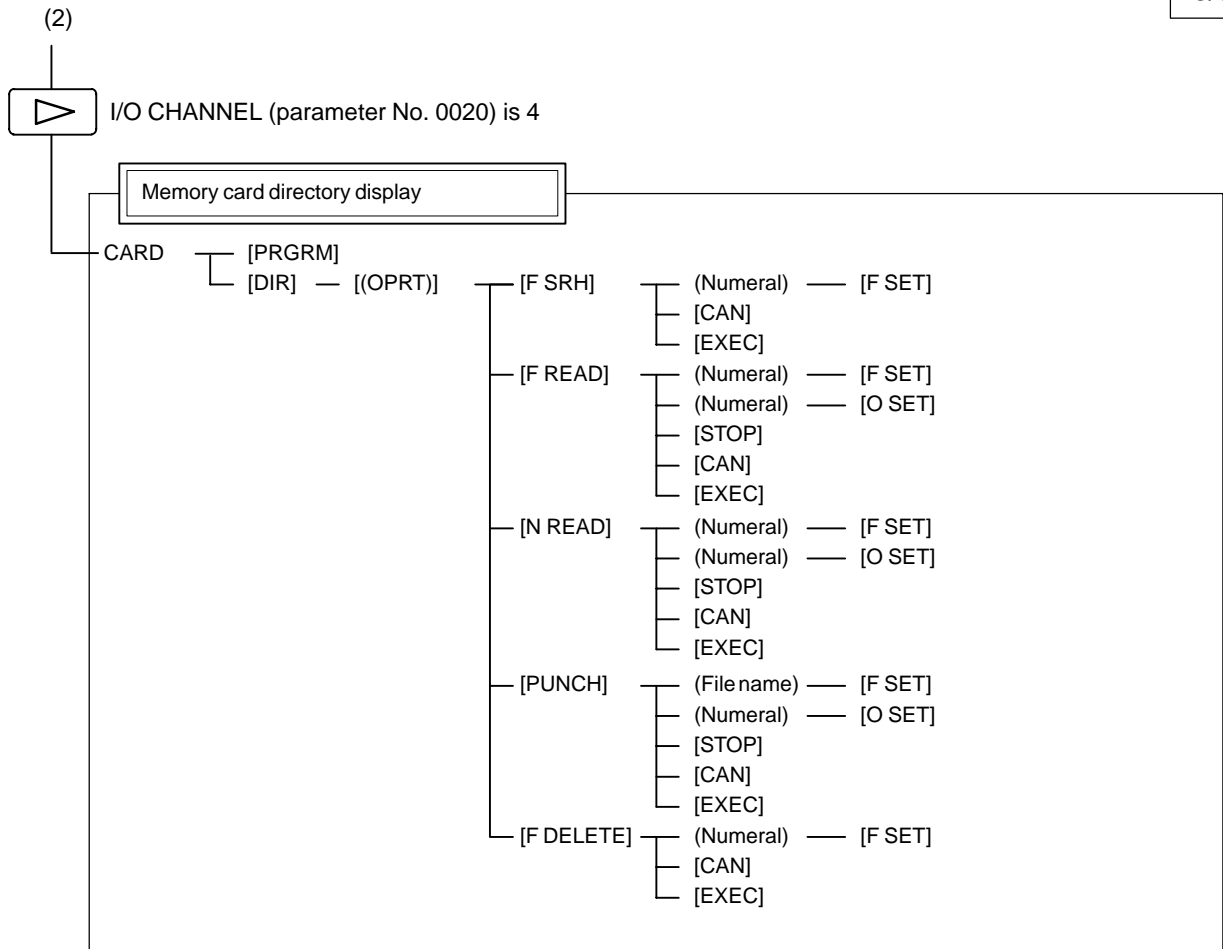 (2)
I/O CHANNEL (parameter No. 0020) is 4
Memory card directory display
CARD [PRGRM]
[DIR] [(OPRT)] [F SRH] (Numeral) [F SET]
[CAN]
[EXEC]
[F READ] (Numeral) [F SET]
(Numeral) [O SET]
[STOP]
[CAN]
[EXEC]
[N READ] (Numeral) [F SET]
(Numeral) [O SET]
[STOP]
[CAN]
[EXEC]
[PUNCH] (File name) [F SET]
(Numeral) [O SET]
[STOP]
[CAN]
[EXEC]
[F DELETE] (Numeral) [F SET]
[CAN]
[EXEC]